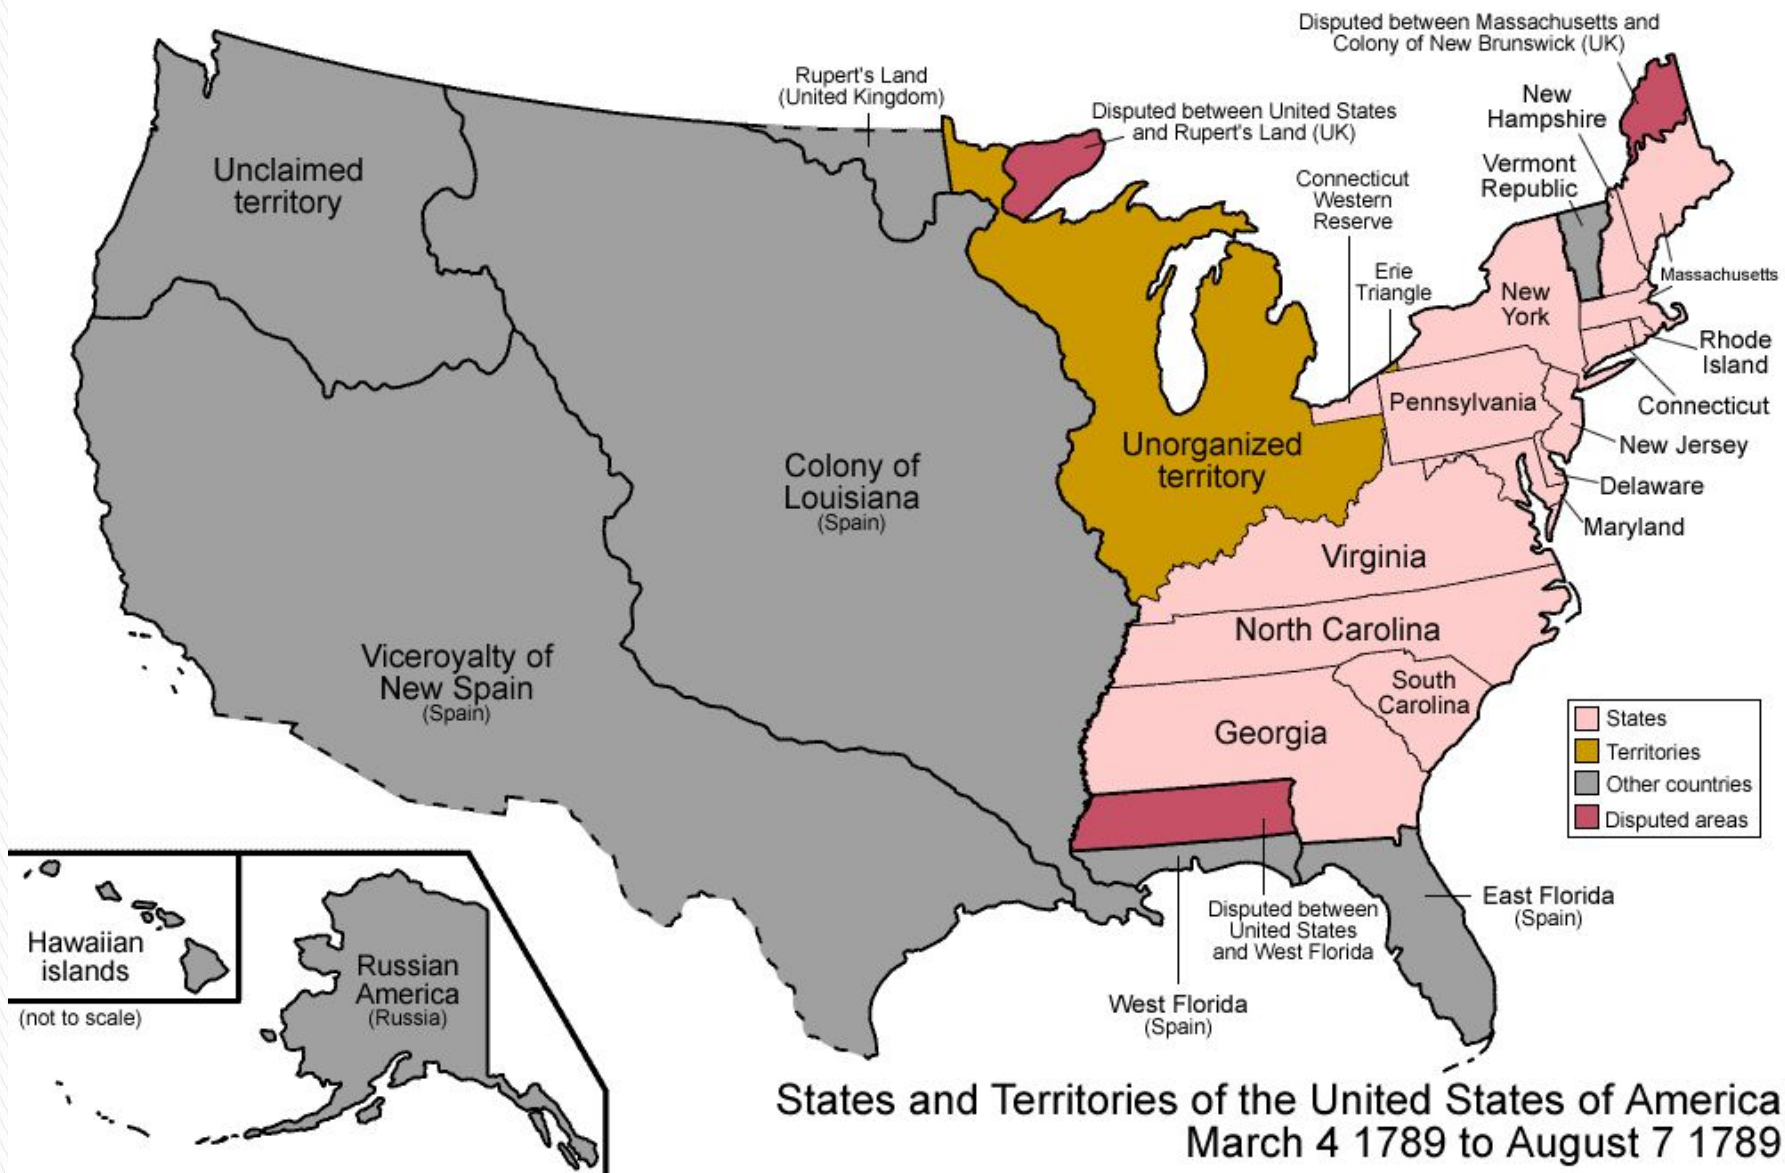 Disputed between Massachusetts and
Colony of New Brunswick (UK)
Rupert's Land
(United Kingdom)
Disputed between United States
and Rupert's Land (UK)
New
Hampshire
Vermont
Republic
Connecticut
Western
Reserve
Erie
Triangle
Unclaimed
territory
Massachusetts
New
York
Rhode
Island
Connecticut
Pennsylvania
New Jersey
Delaware
Maryland
Unorganized
territory
Colony of
Louisiana
(Spain)
Virginia
North Carolina
South
Carolina
Georgia
Viceroyalty of
New Spain
(Spain)
States
Territories
Other countries
Disputed areas
East Florida
(Spain)
Disputed between
United States
and West Florida
West Florida
(Spain)
Hawaiian
islands
(not to scale)
Russian
America
(Russia)
States and Territories of the United States of America
March 4 1789 to August 7 1789